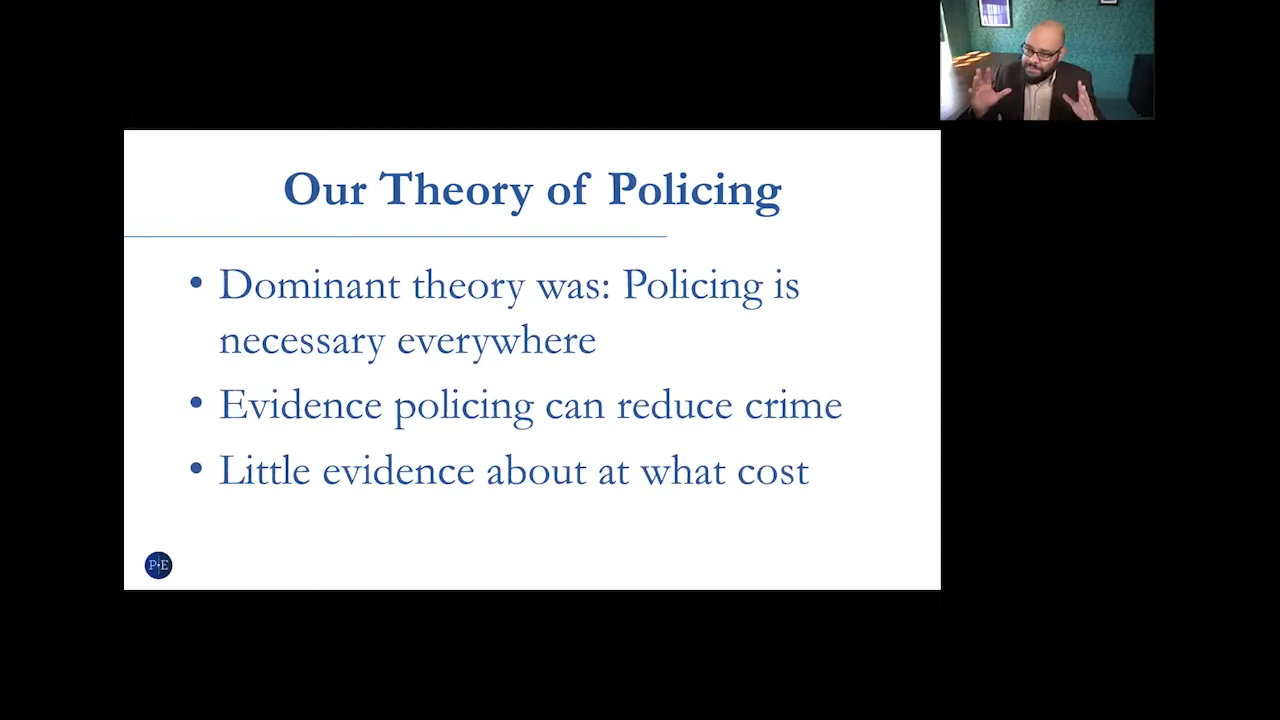 Our Theory of Policing
• Dominant theory was: Policing is
necessary everywhere
• Evidence policing can reduce crime
• Little evidence about at what cost
P•E